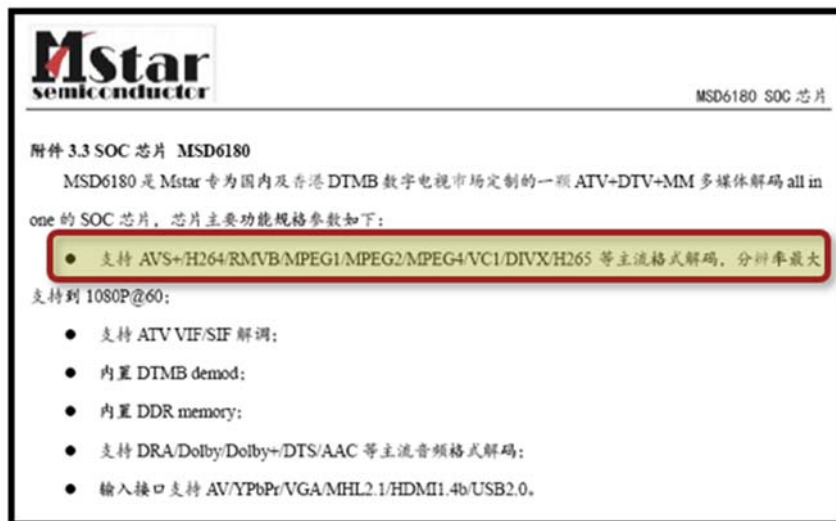 Mstar
semiconductor
MSD6180 SOC 芯片
附件 3.3 SOC 芯片 MSD6180
MSD6180 是 Mstar 专为国内及香港 DTMB 数字电视市场定制的一颗 ATV+DTV+MM 多媒体解码 all in
one 的 SOC 芯片，芯片主要功能规格参数如下：
● 支持 AVS+/H264/RMVB/MPEG1/MPEG2/MPEG4/VC1/DIVX/H265 等主流格式解码，分辨率最大
支持到 1080P@60；
● 支持 ATV VIF/SIF 解调；
● 内置 DTMB demod；
● 内置 DDR memory；
● 支持 DRA/Dolby/Dolby+/DTS/AAC 等主流音频格式解码；
● 输入接口支持 AV/YPbPr/VGA/MHL2.1/HDMI1.4b/USB2.0。